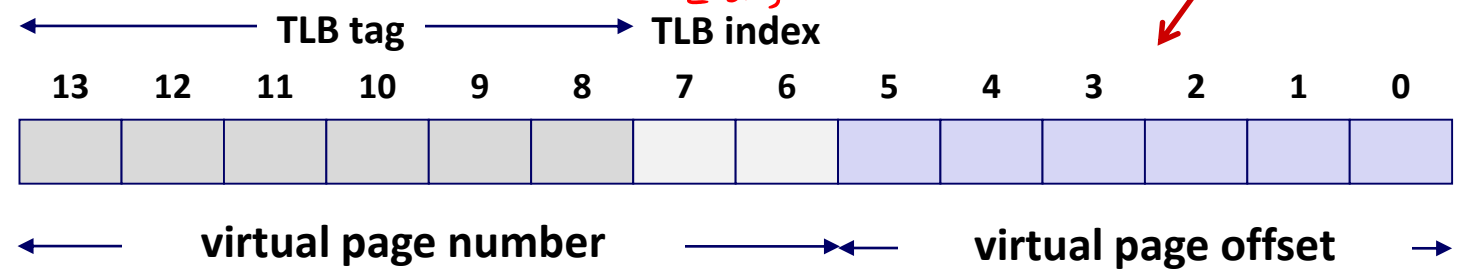 TLB tag TLB index
13 12 11 10 9 8 7 6 5 4 3 2 1 0
virtual page number virtual page offset